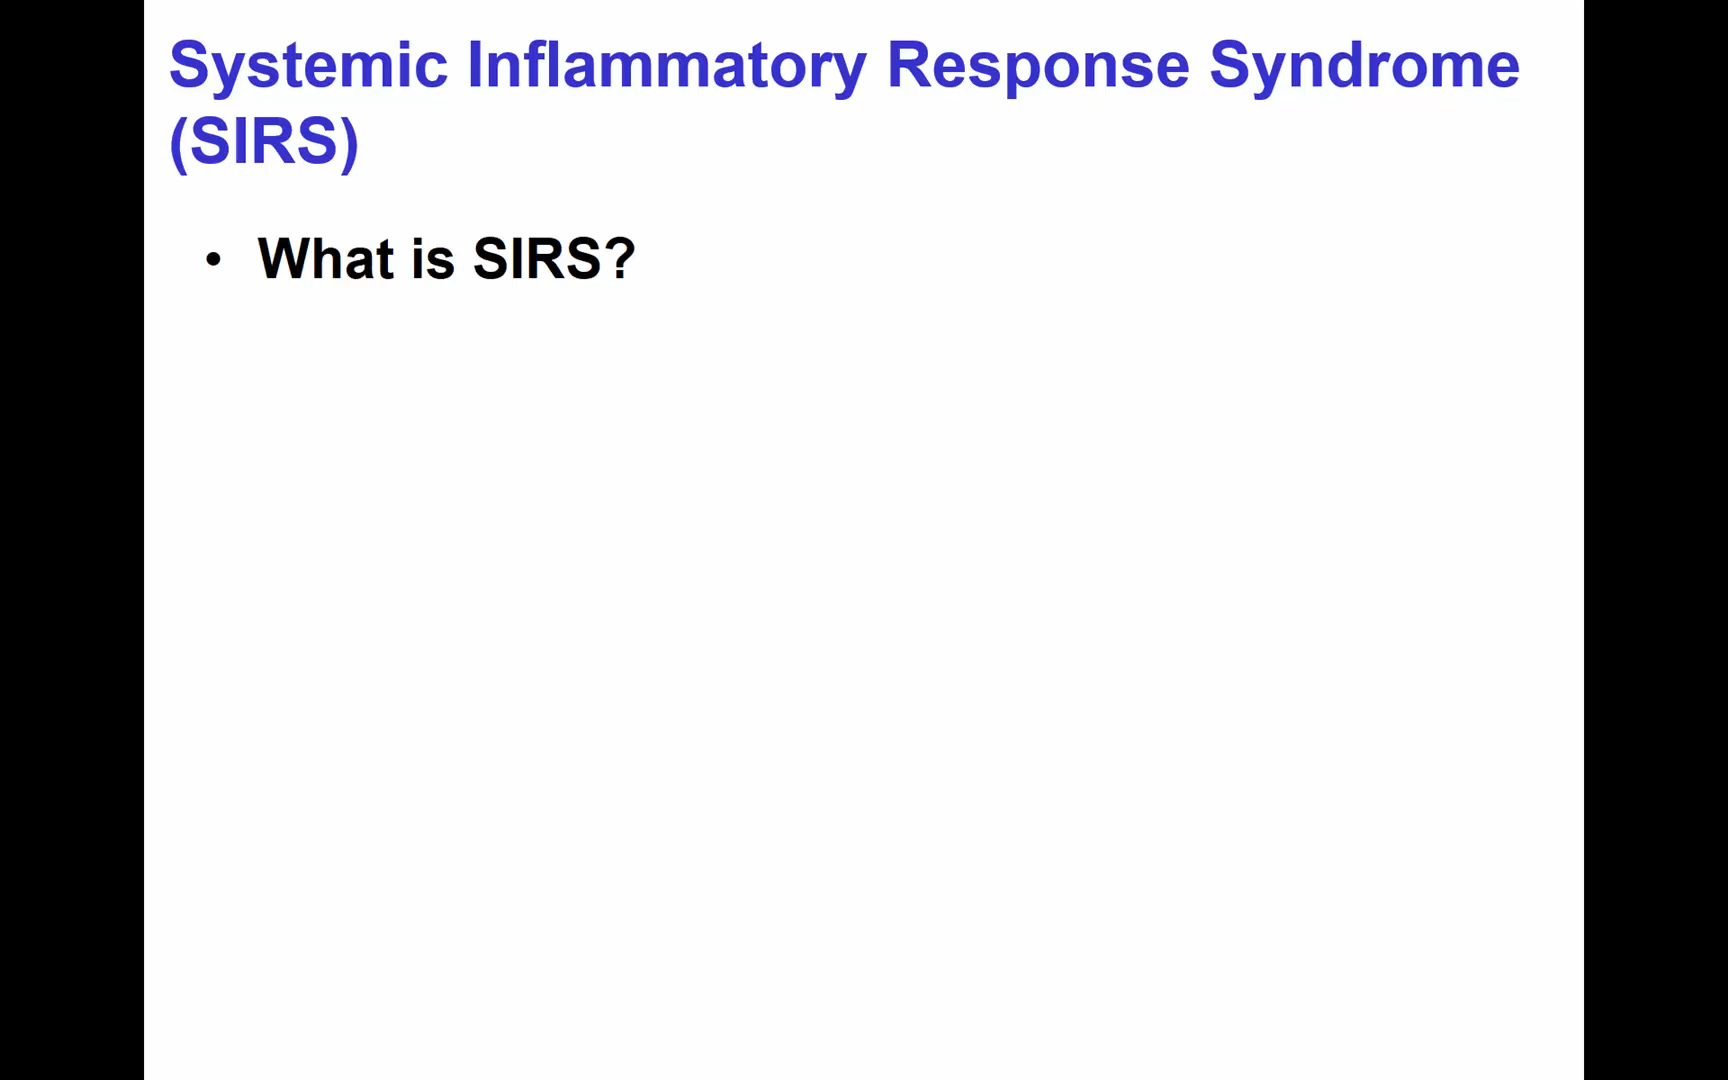 Systemic Inflammatory Response Syndrome
(SIRS)
• What is SIRS?